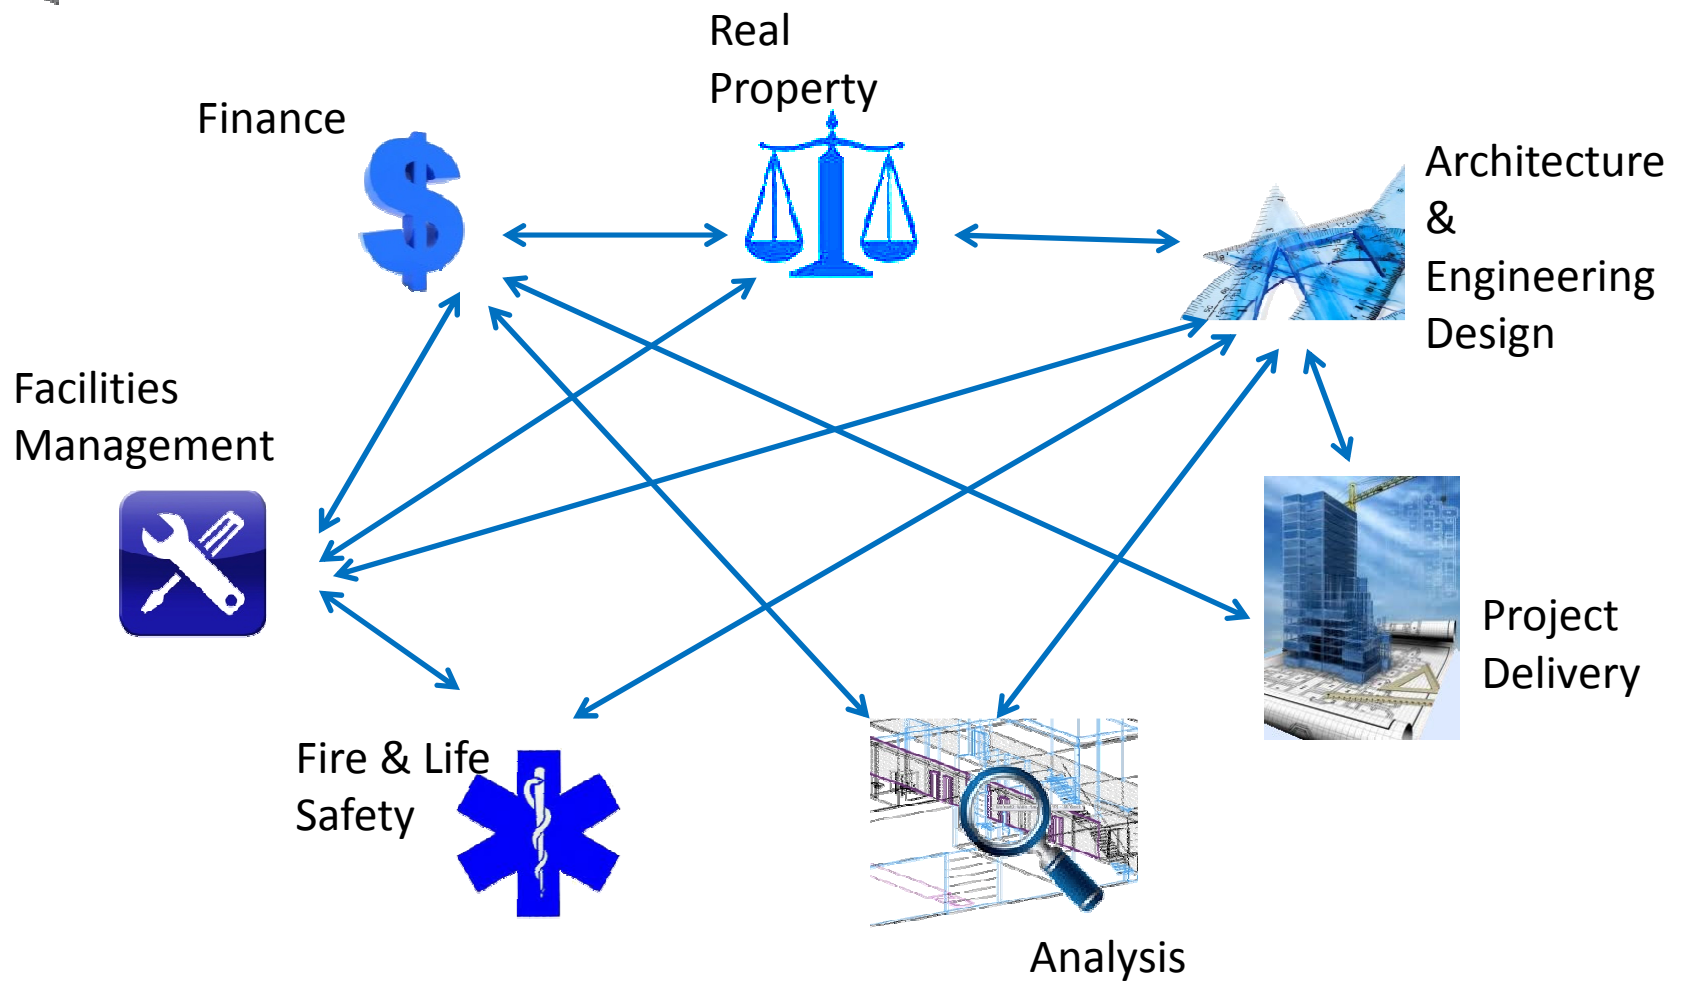 Real
Property
Finance
Architecture
&
Engineering
Design
Facilities
Management
Project
Delivery
Fire & Life
Safety
Analysis